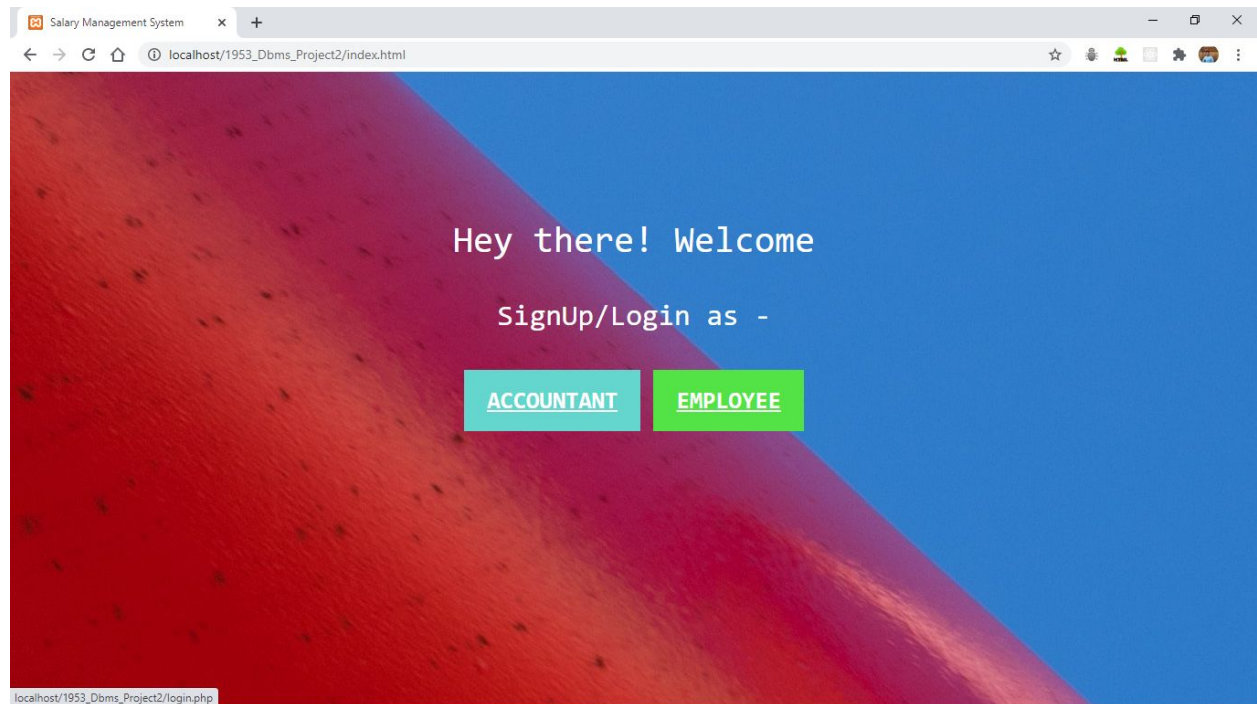 Salary Management System
localhost/1953_Dbms_Project2/index.html
Hey there! Welcome
SignUp/Login as -
ACCOUNTANT EMPLOYEE
localhost/1953_Dbms_Project2/login.php